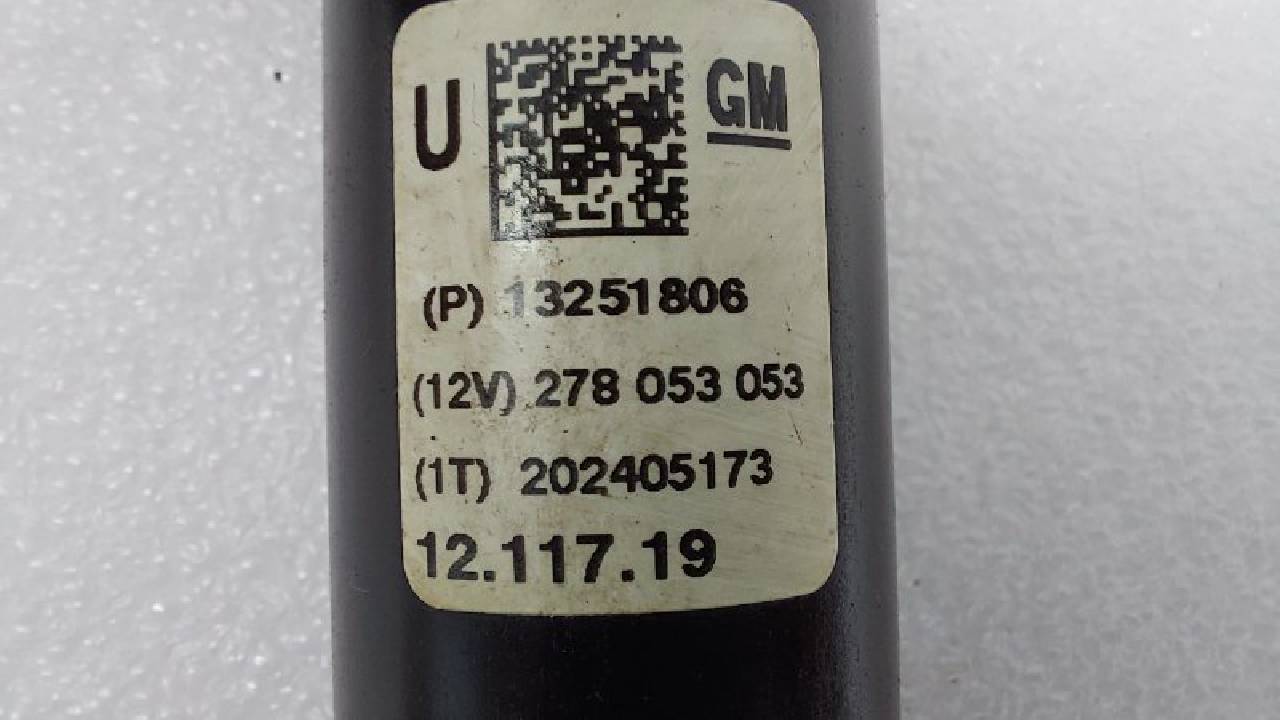 U GM
(P) 13251806
(12V) 278 053 053
(1T) 202405173
12.117.19